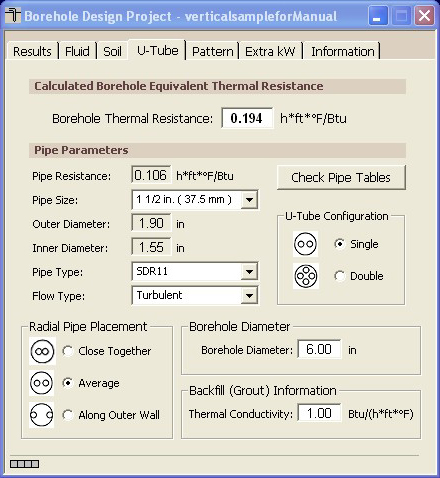 Borehole Design Project - verticalsampleforManual
Results Fluid Soil U-Tube Pattern Extra kW Information
Calculated Borehole Equivalent Thermal Resistance
Borehole Thermal Resistance: 0.194 h*ft*°F/Btu
Pipe Parameters
Pipe Resistance: 0.106 h*ft*°F/Btu
Check Pipe Tables
Pipe Size: 1 1/2 in. ( 37.5 mm )
Outer Diameter: 1.90 in
Inner Diameter: 1.55 in
Pipe Type: SDR11
Flow Type: Turbulent
U-Tube Configuration
Single
Double
Radial Pipe Placement
Close Together
Average
Along Outer Wall
Borehole Diameter
Borehole Diameter: 6.00 in
Backfill (Grout) Information
Thermal Conductivity: 1.00 Btu/(h*ft*°F)